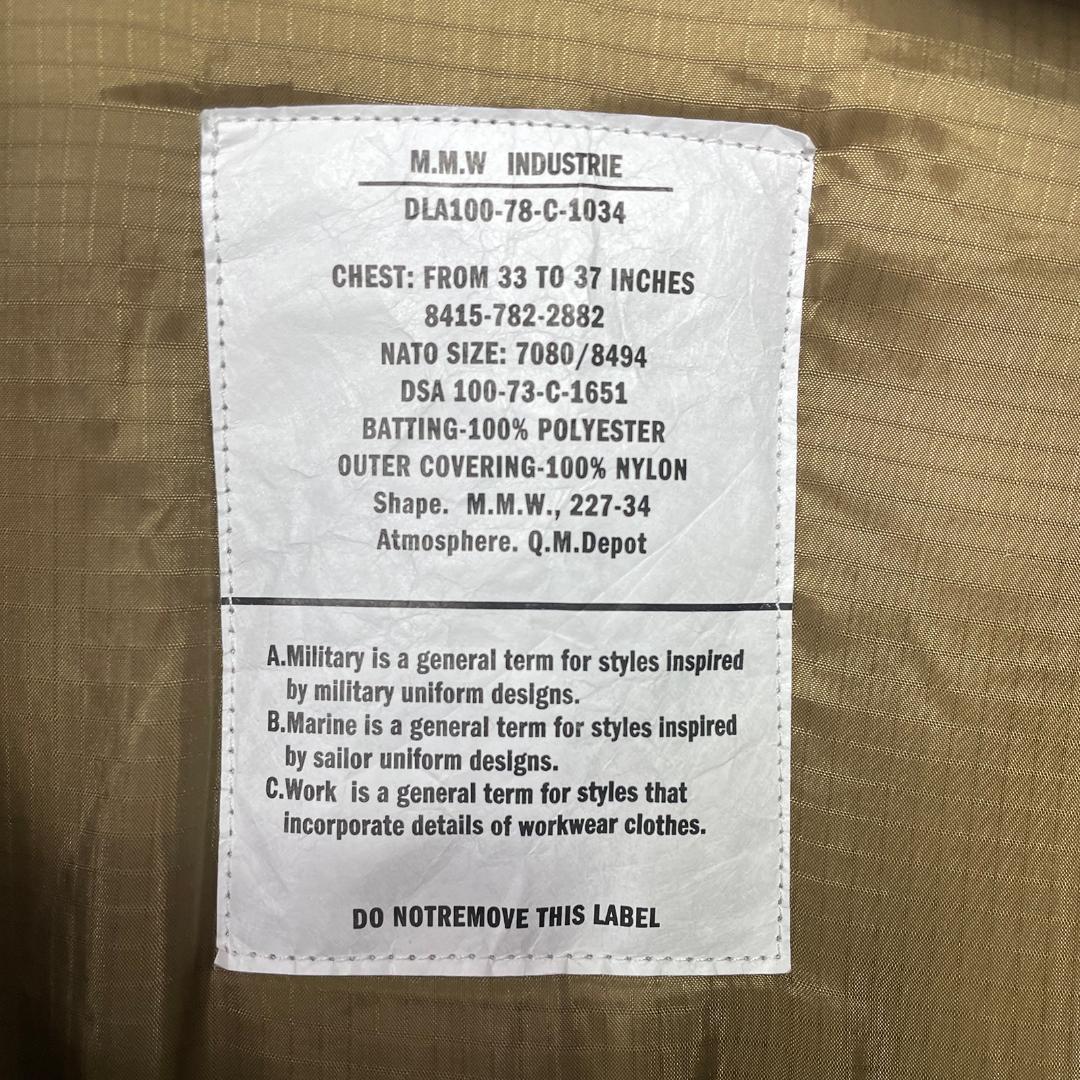 M.M.W INDUSTRIE
DLA100-78-C-1034
CHEST: FROM 33 TO 37 INCHES
8415-782-2882
NATO SIZE: 7080/8494
DSA 100-73-C-1651
BATTING-100% POLYESTER
OUTER COVERING-100% NYLON
Shape. M.M.W., 227-34
Atmosphere. Q.M.Depot
A.Military is a general term for styles inspired
by military uniform designs.
B.Marine is a general term for styles inspired
by sailor uniform designs.
C.Work is a general term for styles that
incorporate details of workwear clothes.
DO NOTREMOVE THIS LABEL